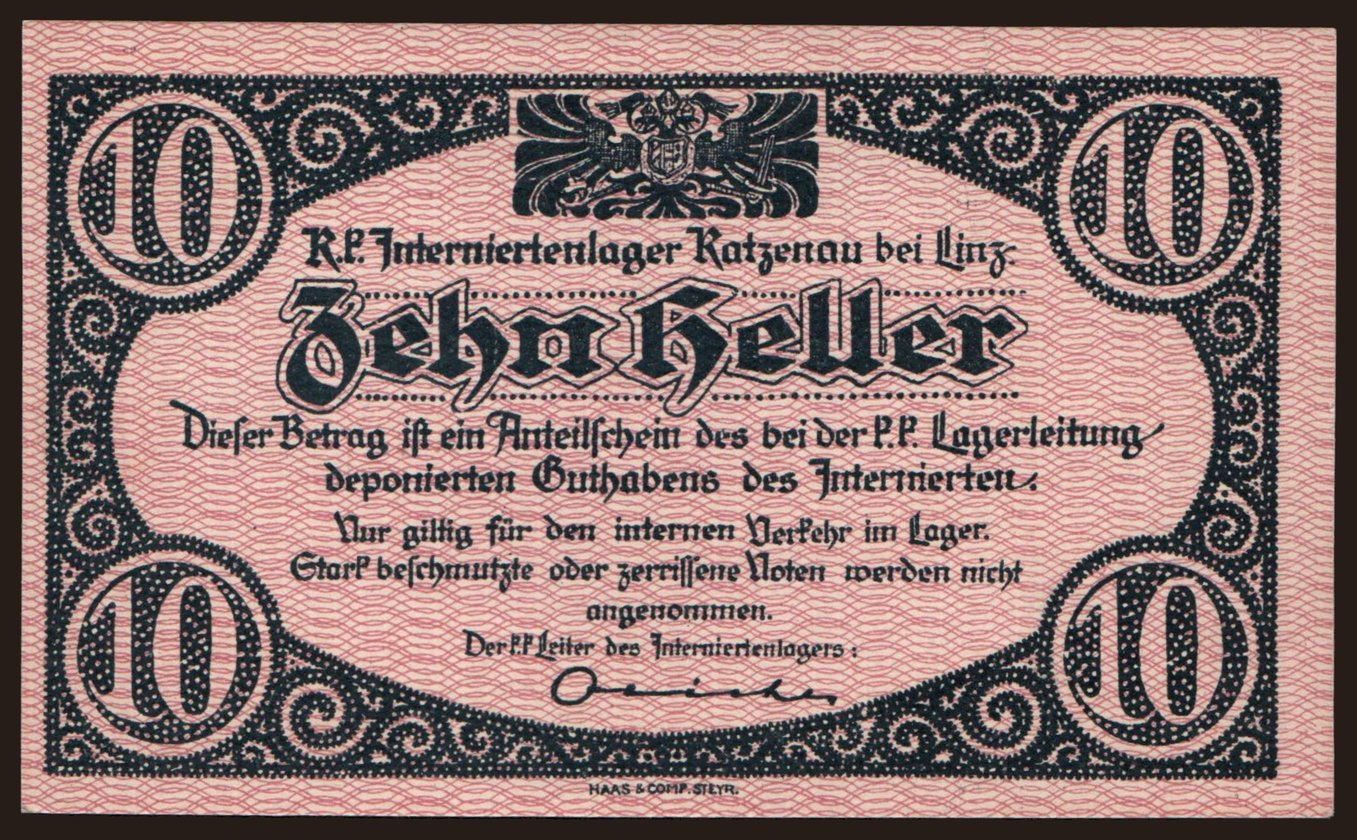 10 10
K.k. Interniertenlager Katzenau bei Linz.
Zehn Heller
Dieser Betrag ist ein Anteilschein des bei der k.k. Lagerleitung
deponierten Guthabens des Internierten.
Nur giltig für den internen Verkehr im Lager.
Stark beschmutzte oder zerrissene Noten werden nicht
angenommen.
Der k.k Leiter des Interniertenlagers:
10 10
HAAS & COMP. STEYR.